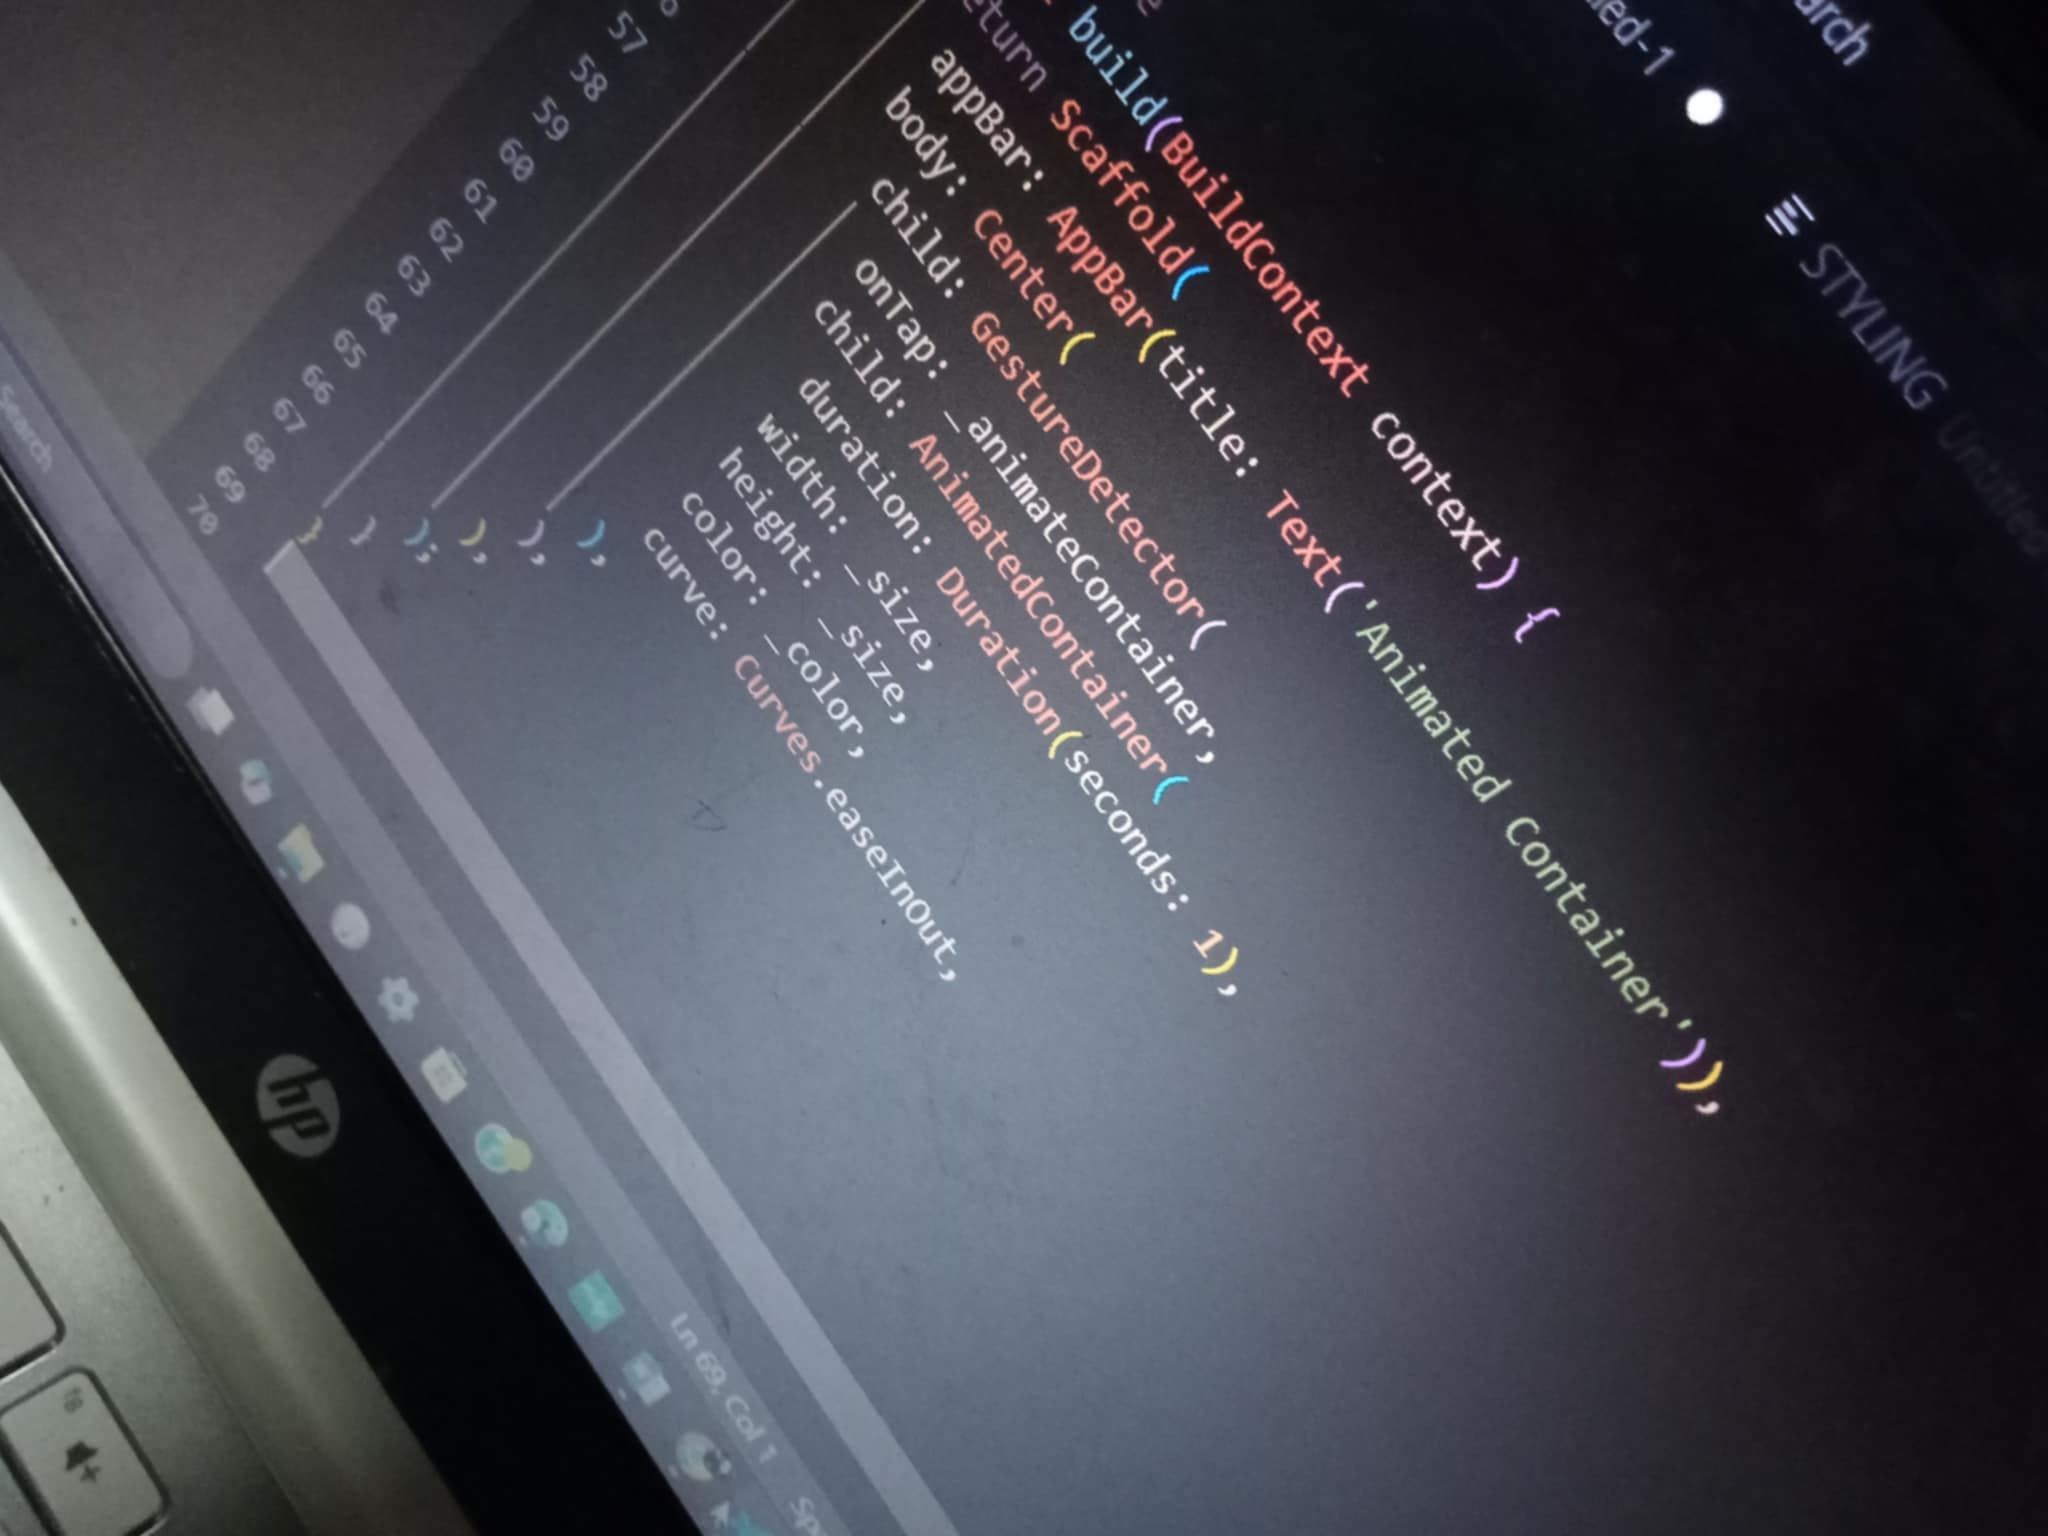 arch
ed-1
STYLING Untitled
build(BuildContext context) {
Scaffold(
appBar: AppBar(title: Text('Animated Container')),
body: Center(
child: GestureDetector(
onTap: _animateContainer,
child: AnimatedContainer(
duration: Duration(seconds: 1),
width: _size,
height: _size,
color: _color,
curve: Curves.easeInOut,
),
),
),
);
}
}
57
58
59
60
61
62
63
64
65
66
67
68
69
70
Ln 69, Col 1
Search
hp